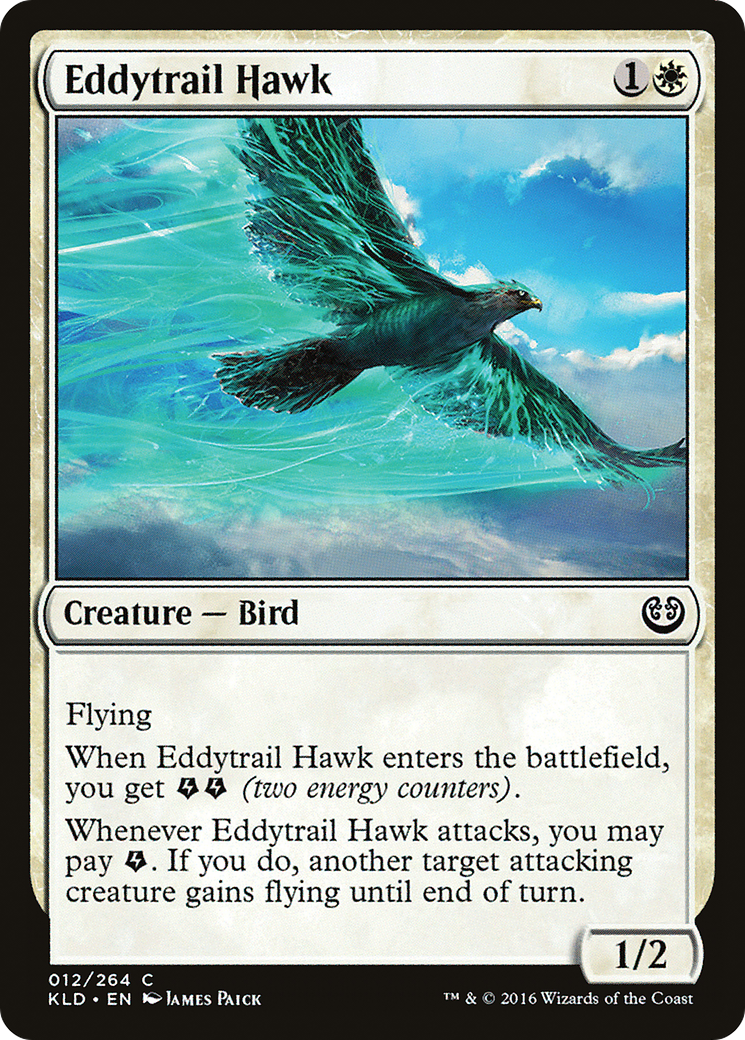 Eddytrail Hawk 1
Creature — Bird
Flying
When Eddytrail Hawk enters the battlefield,
you get (two energy counters).
Whenever Eddytrail Hawk attacks, you may
pay . If you do, another target attacking
creature gains flying until end of turn.
1/2
012/264 C
KLD • EN James Paick
™ & © 2016 Wizards of the Coast